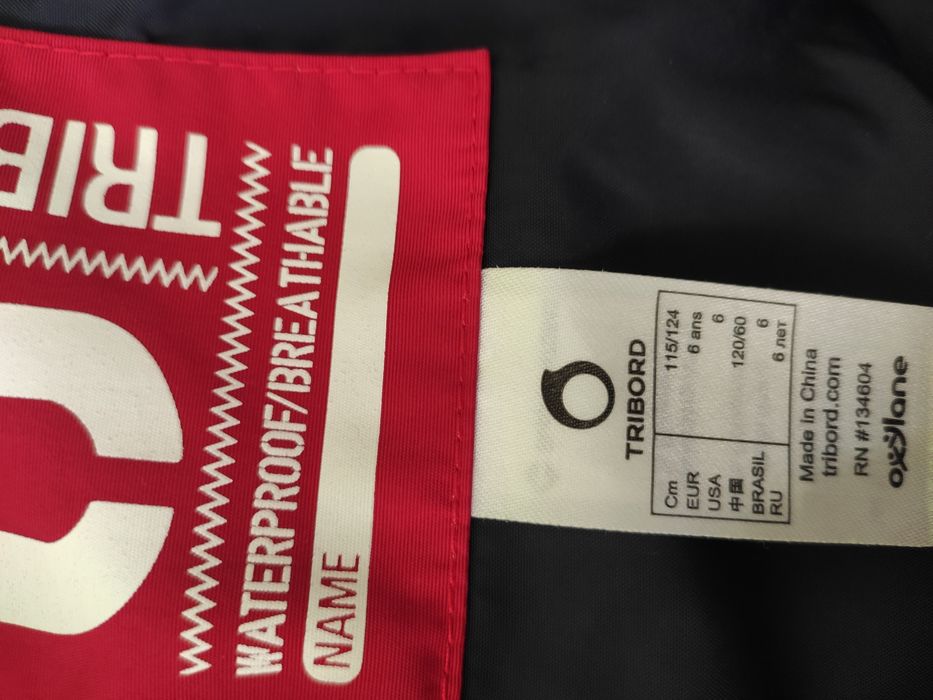 TRIB
WATERPROOF/BREATHABLE
NAME
TRIBORD
Cm 115/124
EUR 6 ans
USA 6
中国 120/60
BRASIL 6
RU 6 лет
Made in China
tribord.com
RN #134604
oxylane